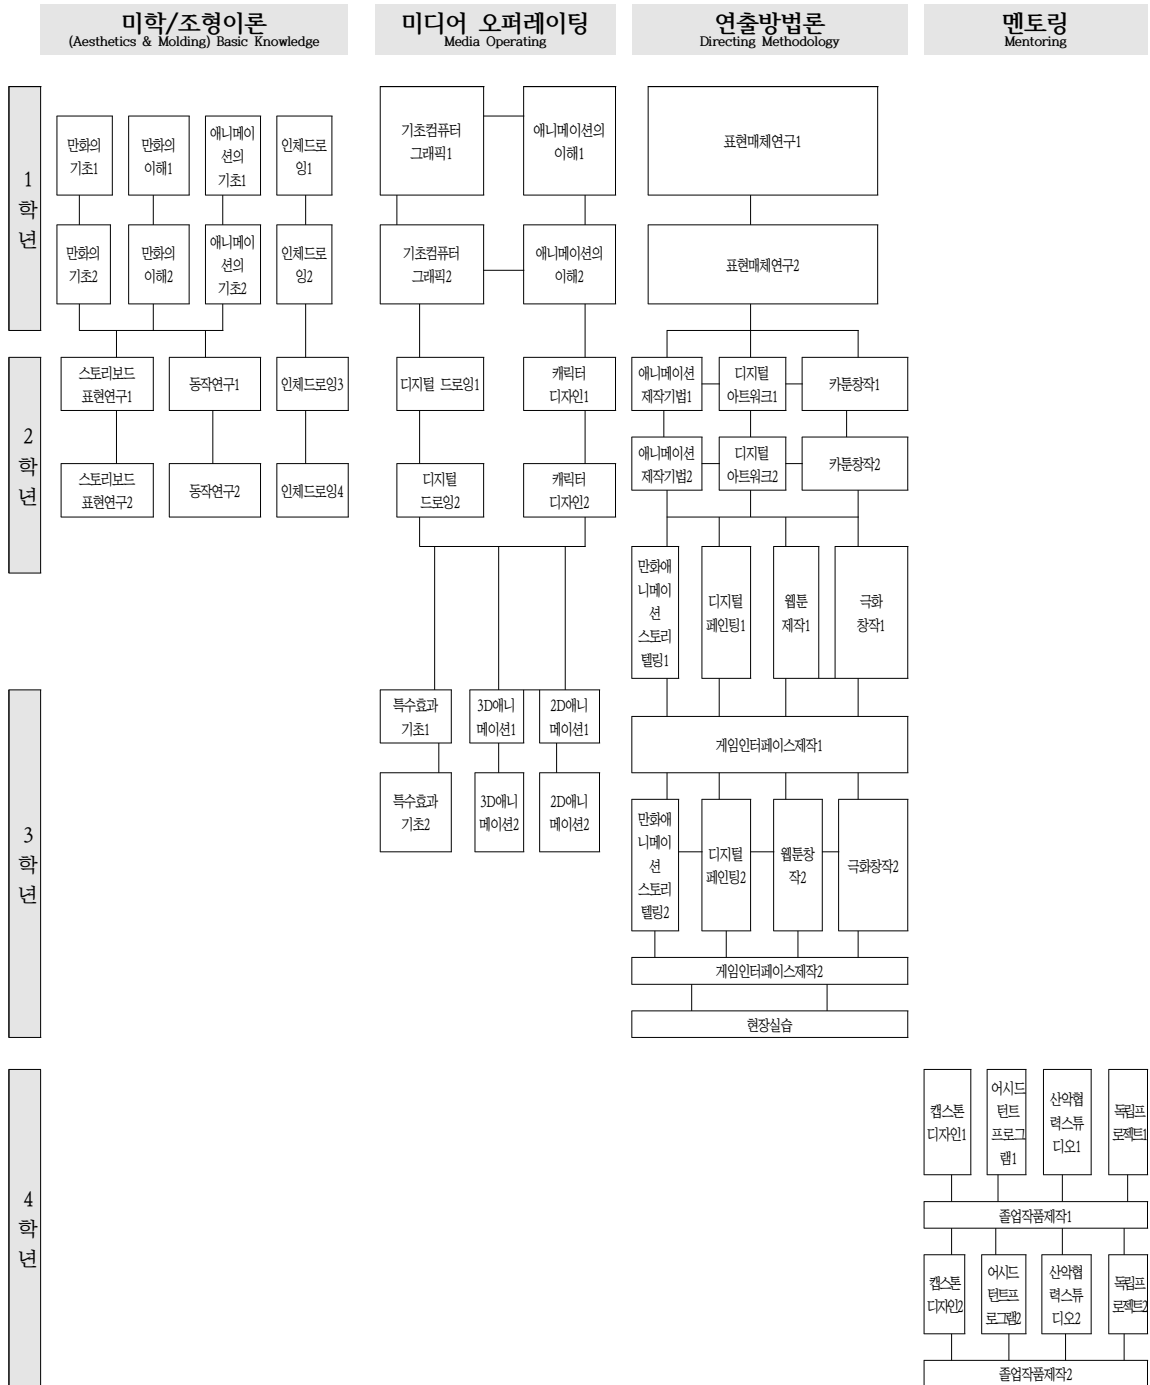 미학/조형이론
(Aesthetics & Molding) Basic Knowledge
미디어 오퍼레이팅
Media Operating
연출방법론
Directing Methodology
멘토링
Mentoring
1
학
년
만화의
기초1
만화의
이해1
애니메이
션의
기초1
인체드로
잉1
기초컴퓨터
그래픽1
애니메이션의
이해1
표현매체연구1
만화의
기초2
만화의
이해2
애니메이
션의
기초2
인체드로
잉2
기초컴퓨터
그래픽2
애니메이션의
이해2
표현매체연구2
2
학
년
스토리보드
표현연구1
동작연구1
인체드로잉3
디지털 드로잉1
캐릭터
디자인1
애니메이션
제작기법1
디지털
아트워크1
카툰창작1
스토리보드
표현연구2
동작연구2
인체드로잉4
디지털
드로잉2
캐릭터
디자인2
애니메이션
제작기법2
디지털
아트워크2
카툰창작2
만화애
니메이
션
스토리
텔링1
디지털
페인팅1
웹툰
제작1
극화
창작1
3
학
년
특수효과
기초1
3D애니
메이션1
2D애니
메이션1
게임인터페이스제작1
특수효과
기초2
3D애니
메이션2
2D애니
메이션2
만화애
니메이
션
스토리
텔링2
디지털
페인팅2
웹툰창
작2
극화창작2
게임인터페이스제작2
현장실습
4
학
년
캡스톤
디자인1
어시드
턴트
프로그
램1
산악협
력스튜
디오1
독립프
로젝트1
졸업작품제작1
캡스톤
디자인2
어시드
턴트프
로그램2
산악협
력스튜
디오2
독립프
로젝트2
졸업작품제작2